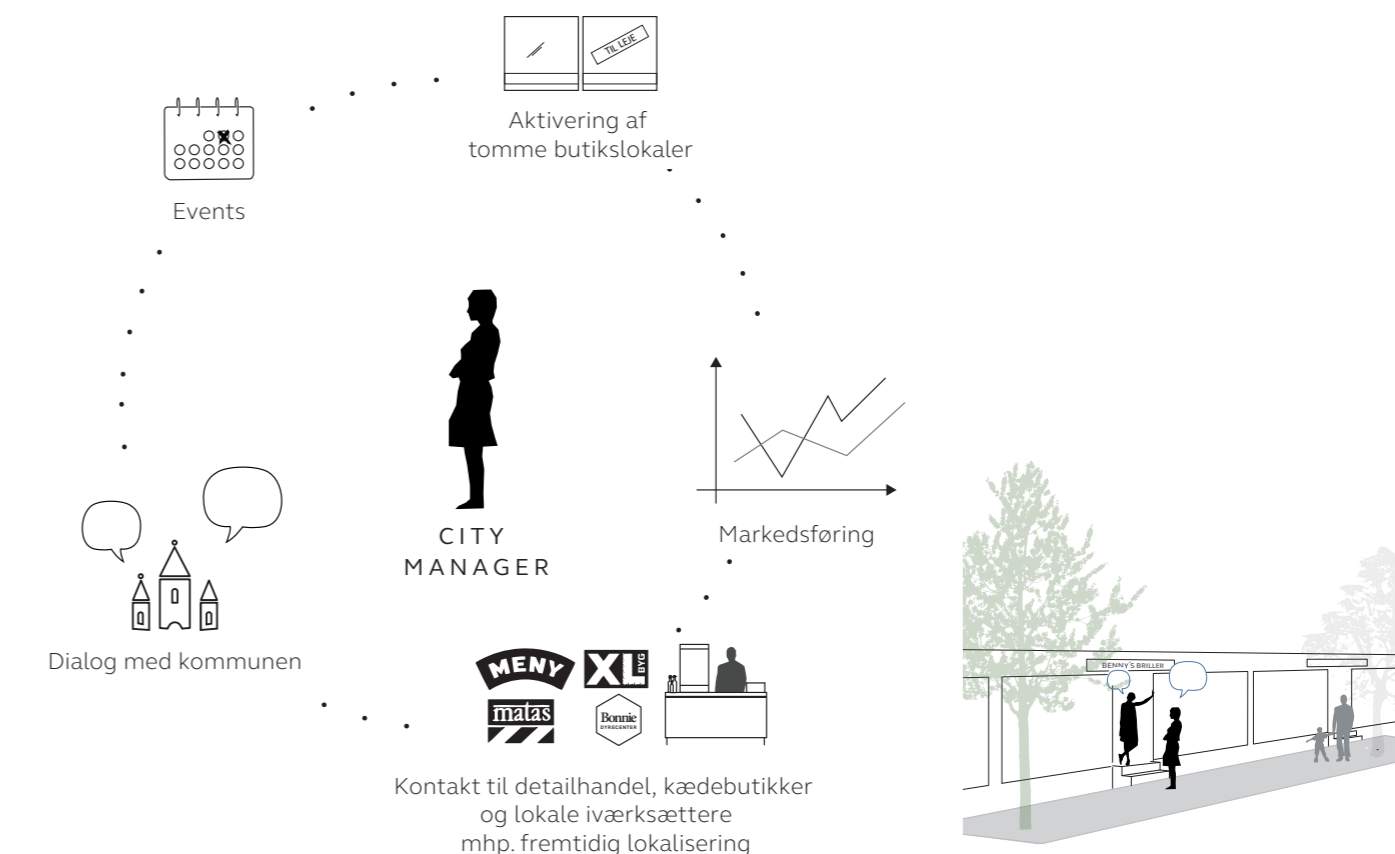 TIL LEJE
Aktivering af
tomme butikslokaler
Events
CITY
MANAGER
Markedsføring
Dialog med kommunen
MENY
XL BYG
matas
Bonnie
DYRECENTER
Kontakt til detailhandel, kædebutikker
og lokale iværksættere
mhp. fremtidig lokalisering
BENNY'S BRILLER